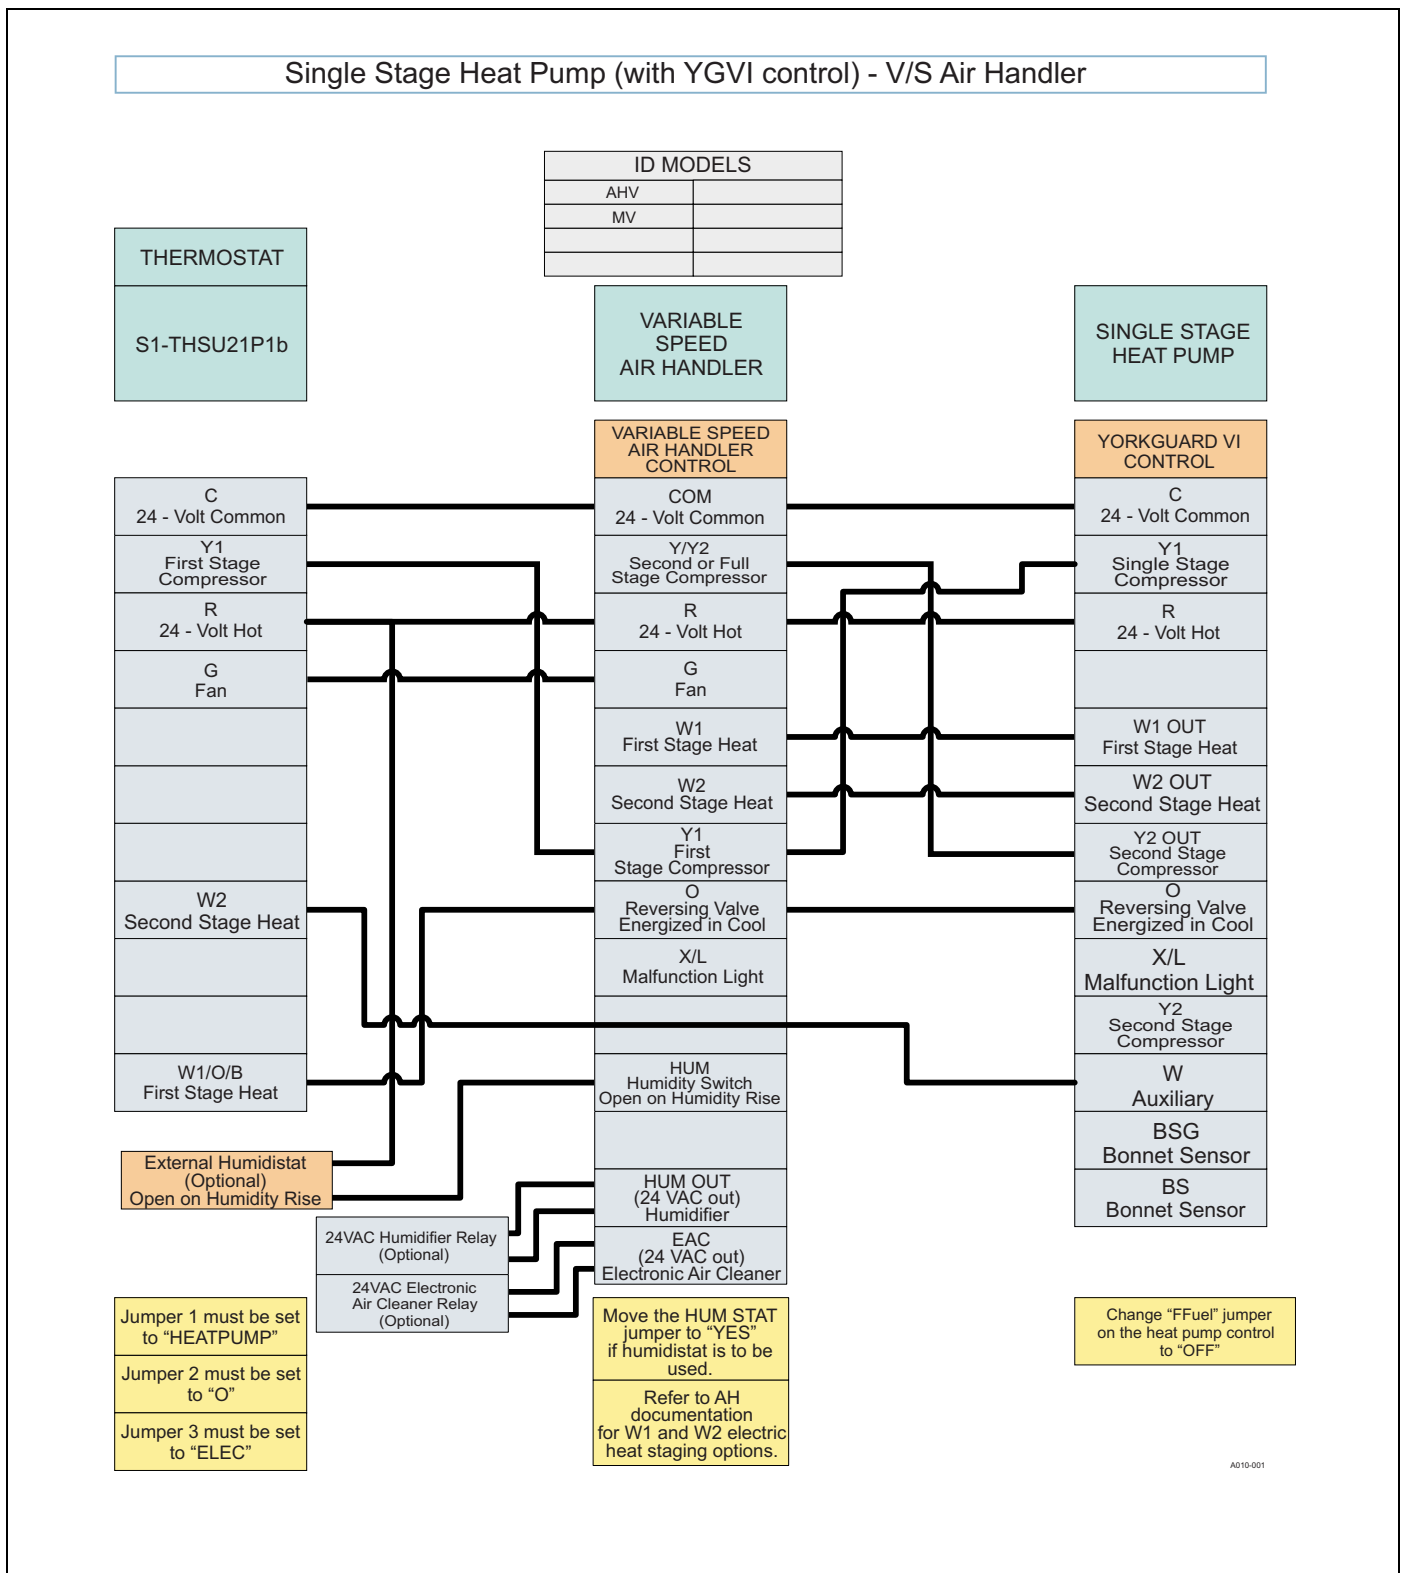 Single Stage Heat Pump (with YGVI control) - V/S Air Handler
ID MODELS
AHV
MV
THERMOSTAT
S1-THSU21P1b
VARIABLE
SPEED
AIR HANDLER
SINGLE STAGE
HEAT PUMP
VARIABLE SPEED
AIR HANDLER
CONTROL
YORKGUARD VI
CONTROL
C
24 - Volt Common
Y1
First Stage
Compressor
R
24 - Volt Hot
G
Fan
W2
Second Stage Heat
W1/O/B
First Stage Heat
External Humidistat
(Optional)
Open on Humidity Rise
24VAC Humidifier Relay
(Optional)
24VAC Electronic
Air Cleaner Relay
(Optional)
COM
24 - Volt Common
Y/Y2
Second or Full
Stage Compressor
R
24 - Volt Hot
G
Fan
W1
First Stage Heat
W2
Second Stage Heat
Y1
First
Stage Compressor
O
Reversing Valve
Energized in Cool
X/L
Malfunction Light
HUM
Humidity Switch
Open on Humidity Rise
HUM OUT
(24 VAC out)
Humidifier
EAC
(24 VAC out)
Electronic Air Cleaner
C
24 - Volt Common
Y1
Single Stage
Compressor
R
24 - Volt Hot
W1 OUT
First Stage Heat
W2 OUT
Second Stage Heat
Y2 OUT
Second Stage
Compressor
O
Reversing Valve
Energized in Cool
X/L
Malfunction Light
Y2
Second Stage
Compressor
W
Auxiliary
BSG
Bonnet Sensor
BS
Bonnet Sensor
Jumper 1 must be set
to “HEATPUMP”
Jumper 2 must be set
to “O”
Jumper 3 must be set
to “ELEC”
Move the HUM STAT
jumper to “YES”
if humidistat is to be
used.
Refer to AH
documentation
for W1 and W2 electric
heat staging options.
Change “FFuel” jumper
on the heat pump control
to “OFF”
A010-001